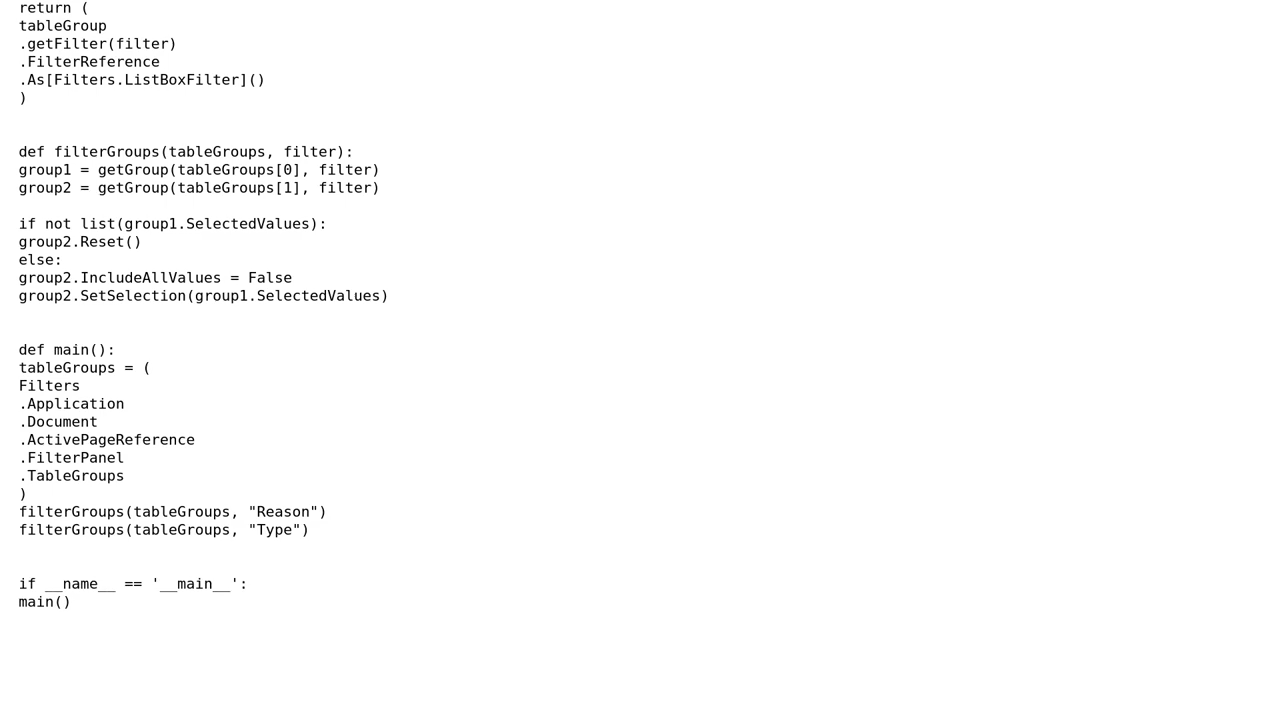 return (
tableGroup
.getFilter(filter)
.FilterReference
.As[Filters.ListBoxFilter]()
)
def filterGroups(tableGroups, filter):
group1 = getGroup(tableGroups[0], filter)
group2 = getGroup(tableGroups[1], filter)
if not list(group1.SelectedValues):
group2.Reset()
else:
group2.IncludeAllValues = False
group2.SetSelection(group1.SelectedValues)
def main():
tableGroups = (
Filters
.Application
.Document
.ActivePageReference
.FilterPanel
.TableGroups
)
filterGroups(tableGroups, "Reason")
filterGroups(tableGroups, "Type")
if __name__ == '__main__':
main()